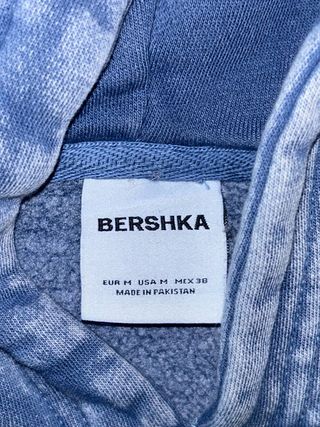 BERSHKA
EUR M USA M MEX 38
MADE IN PAKISTAN